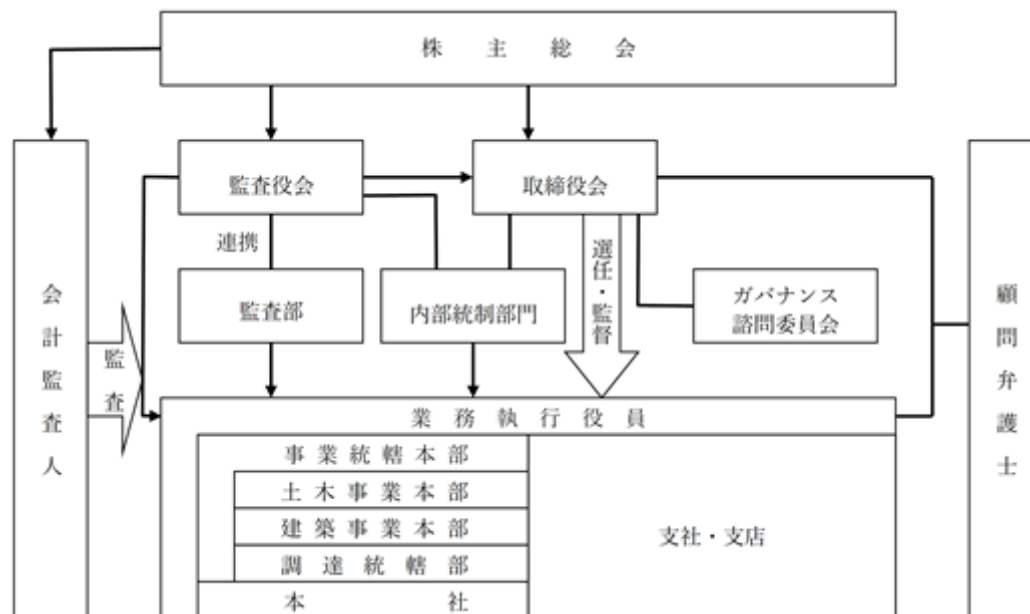 株主総会
監査役会
取締役会
連携
選任・監督
監査部
内部統制部門
ガバナンス
諮問委員会
会計監査人
監査
顧問弁護士
業務執行役員
事業統轄本部
土木事業本部
建築事業本部
調達統轄部
本社
支社・支店